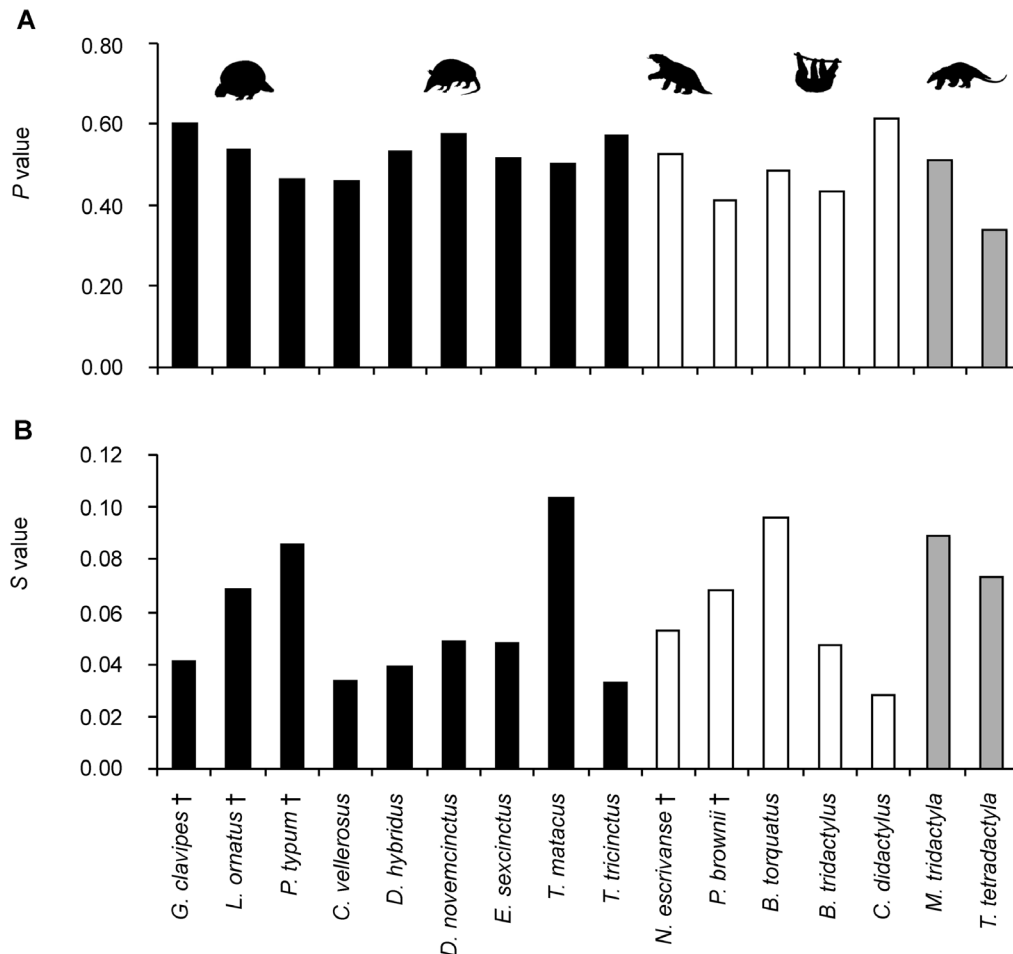 A
0.80
0.60
0.40
0.20
0.00
P value
B
0.12
0.10
0.08
0.06
0.04
0.02
0.00
S value
G. clavipes †
L. ornatus †
P. typum †
C. vellerosus
D. hybridus
D. novemcinctus
E. sexcinctus
T. matacus
T. tricinctus
N. escrivanse †
P. brownii †
B. torquatus
B. tridactylus
C. didactylus
M. tridactyla
T. tetradactyla